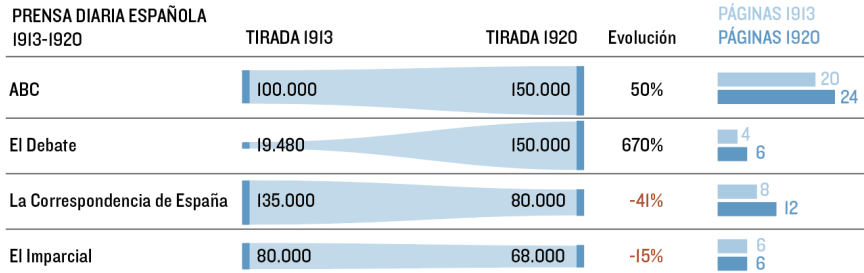 PRENSA DIARIA ESPAÑOLA
1913-1920
TIRADA 1913 TIRADA 1920 Evolución PÁGINAS 1913
PÁGINAS 1920
ABC 100.000 150.000 50% 20
24
El Debate 19.480 150.000 670% 4
6
La Correspondencia de España 135.000 80.000 -41% 8
12
El Imparcial 80.000 68.000 -15% 6
6